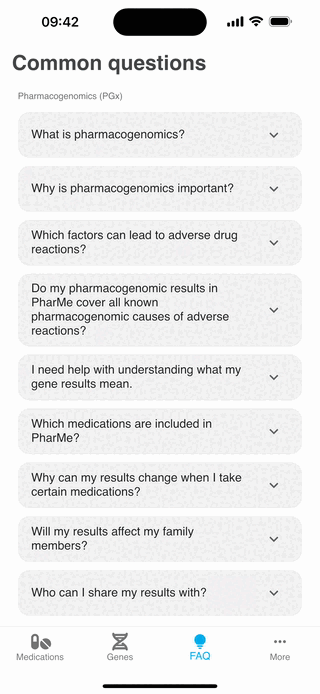 09:42
Common questions
Pharmacogenomics (PGx)
What is pharmacogenomics?
Why is pharmacogenomics important?
Which factors can lead to adverse drug
reactions?
Do my pharmacogenomic results in
PharMe cover all known
pharmacogenomic causes of adverse
reactions?
I need help with understanding what my
gene results mean.
Which medications are included in
PharMe?
Why can my results change when I take
certain medications?
Will my results affect my family
members?
Who can I share my results with?
Medications Genes FAQ More